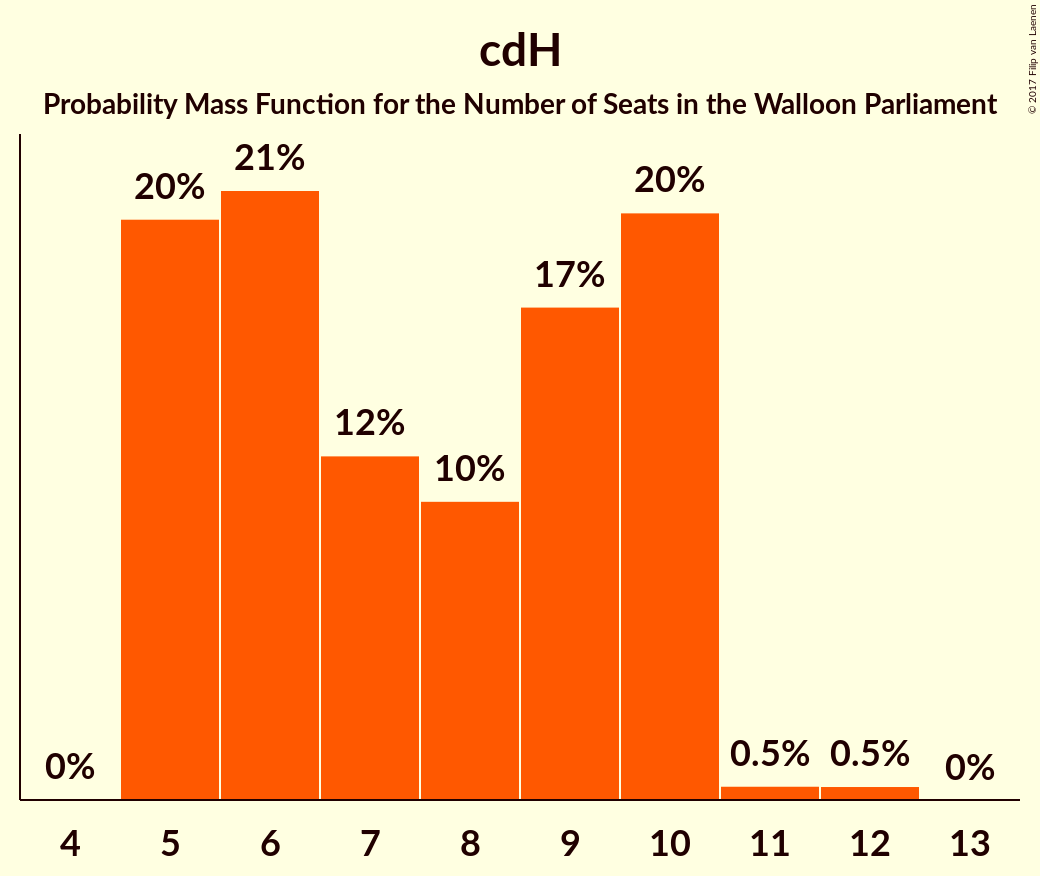 cdH
Probability Mass Function for the Number of Seats in the Walloon Parliament
© 2017 Filip van Laenen
0% 20% 21% 12% 10% 17% 20% 0.5% 0.5% 0%
4 5 6 7 8 9 10 11 12 13